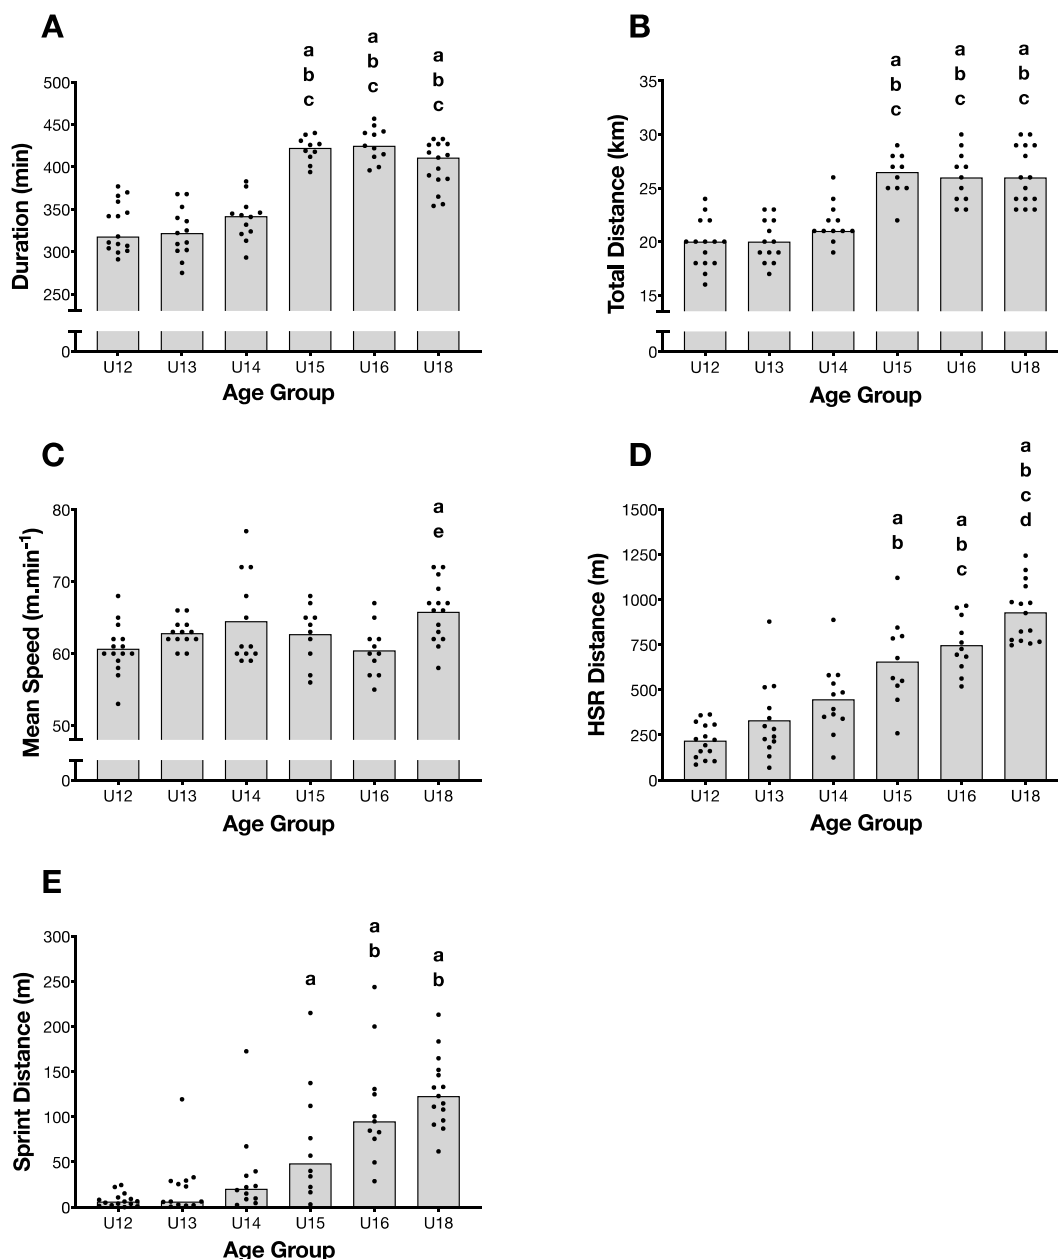 A
a a a
b b b
c c c
500
450
400
350
300
250
0
Duration (min)
U12 U13 U14 U15 U16 U18
Age Group
B
a a a
b b b
c c c
35
30
25
20
15
0
Total Distance (km)
U12 U13 U14 U15 U16 U18
Age Group
C
a
e
80
70
60
50
0
Mean Speed (m.min⁻¹)
U12 U13 U14 U15 U16 U18
Age Group
D
a a a
b b b
c c
d
1500
1250
1000
750
500
250
0
HSR Distance (m)
U12 U13 U14 U15 U16 U18
Age Group
E
a a a
b b
300
250
200
150
100
50
0
Sprint Distance (m)
U12 U13 U14 U15 U16 U18
Age Group